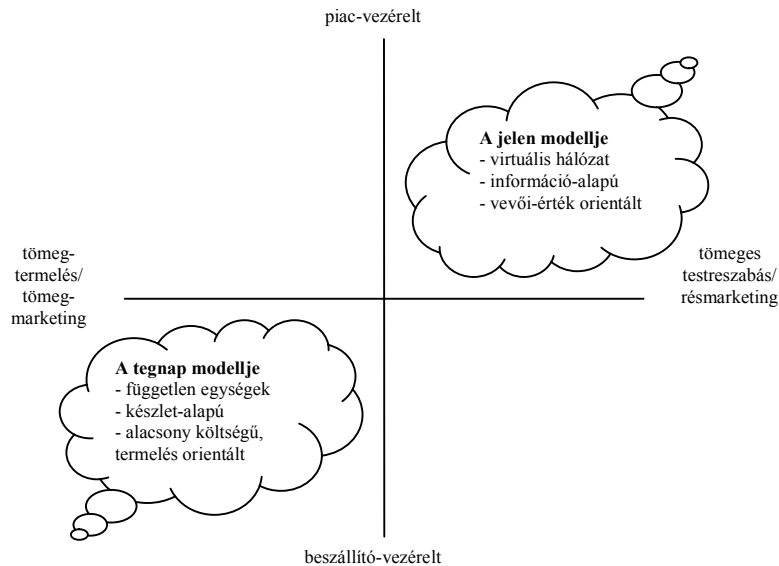 piac-vezérelt
A jelen modellje
- virtuális hálózat
- információ-alapú
- vevői-érték orientált
tömeg-
termelés/
tömeg-
marketing
tömeges
testreszabás/
résmarketing
A tegnap modellje
- független egységek
- készlet-alapú
- alacsony költségű,
termelés orientált
beszállító-vezérelt